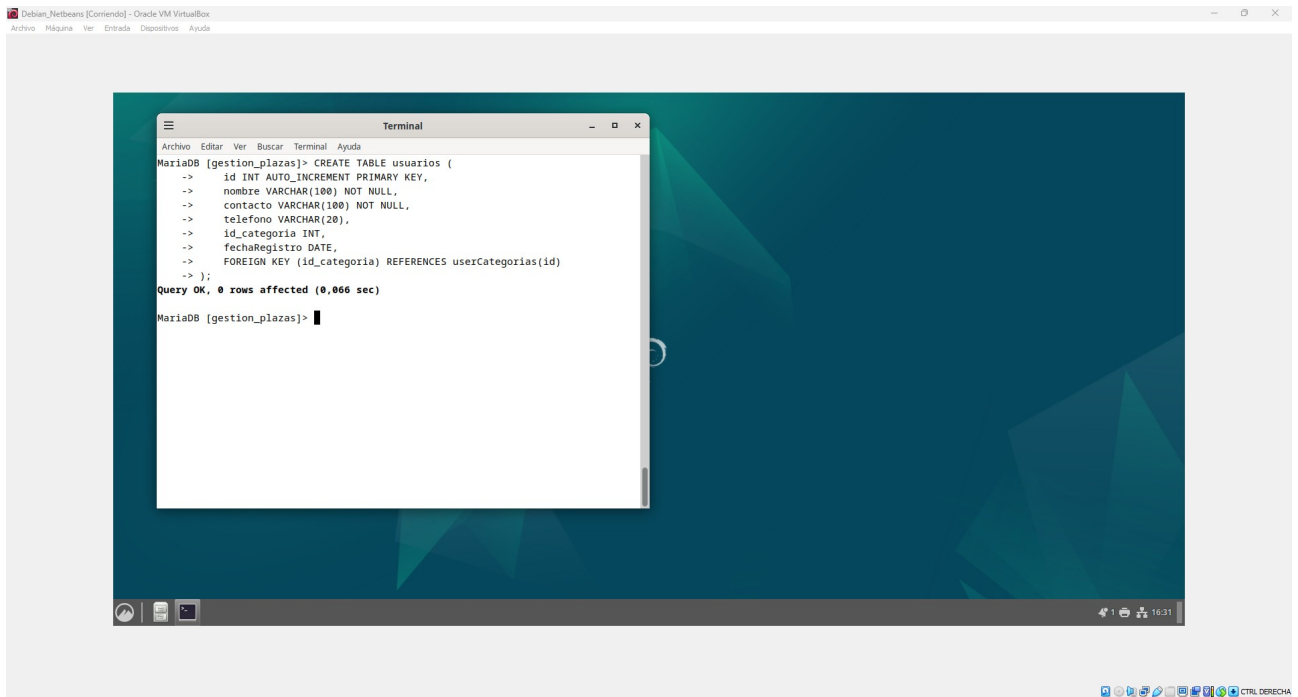 Debian_Netbeans [Corriendo] - Oracle VM VirtualBox
Archivo Máquina Ver Entrada Dispositivos Ayuda
Terminal
Archivo Editar Ver Buscar Terminal Ayuda
MariaDB [gestion_plazas]> CREATE TABLE usuarios (
-> id INT AUTO_INCREMENT PRIMARY KEY,
-> nombre VARCHAR(100) NOT NULL,
-> contacto VARCHAR(100) NOT NULL,
-> telefono VARCHAR(20),
-> id_categoria INT,
-> fechaRegistro DATE,
-> FOREIGN KEY (id_categoria) REFERENCES userCategorias(id)
-> );
Query OK, 0 rows affected (0,066 sec)
MariaDB [gestion_plazas]>
1 16:31
CTRL DERECHA